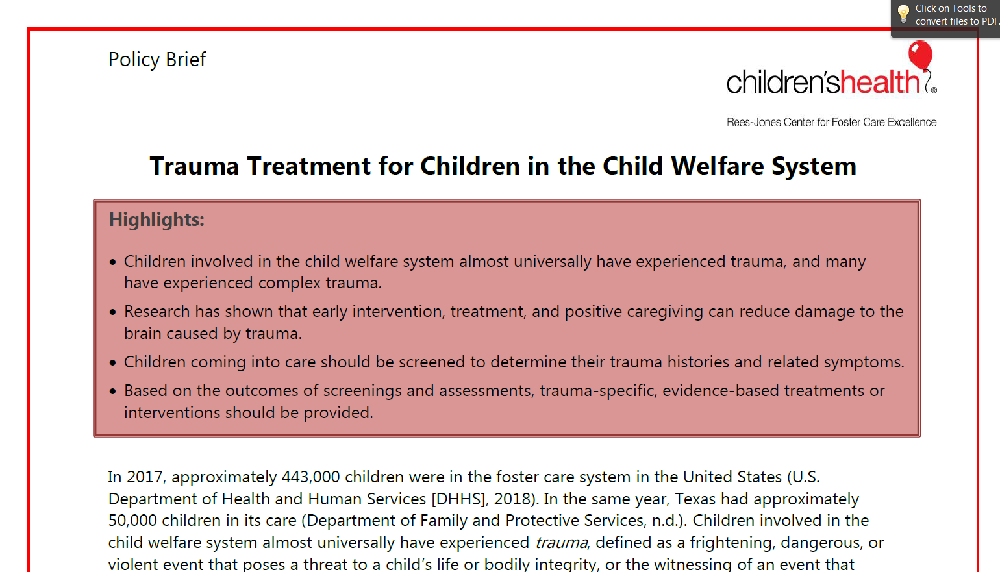 Click on Tools to
convert files to PDF.
Policy Brief
children'shealth®
Rees-Jones Center for Foster Care Excellence
Trauma Treatment for Children in the Child Welfare System
Highlights:
• Children involved in the child welfare system almost universally have experienced trauma, and many
have experienced complex trauma.
• Research has shown that early intervention, treatment, and positive caregiving can reduce damage to the
brain caused by trauma.
• Children coming into care should be screened to determine their trauma histories and related symptoms.
• Based on the outcomes of screenings and assessments, trauma-specific, evidence-based treatments or
interventions should be provided.
In 2017, approximately 443,000 children were in the foster care system in the United States (U.S.
Department of Health and Human Services [DHHS], 2018). In the same year, Texas had approximately
50,000 children in its care (Department of Family and Protective Services, n.d.). Children involved in the
child welfare system almost universally have experienced trauma, defined as a frightening, dangerous, or
violent event that poses a threat to a child's life or bodily integrity, or the witnessing of an event that